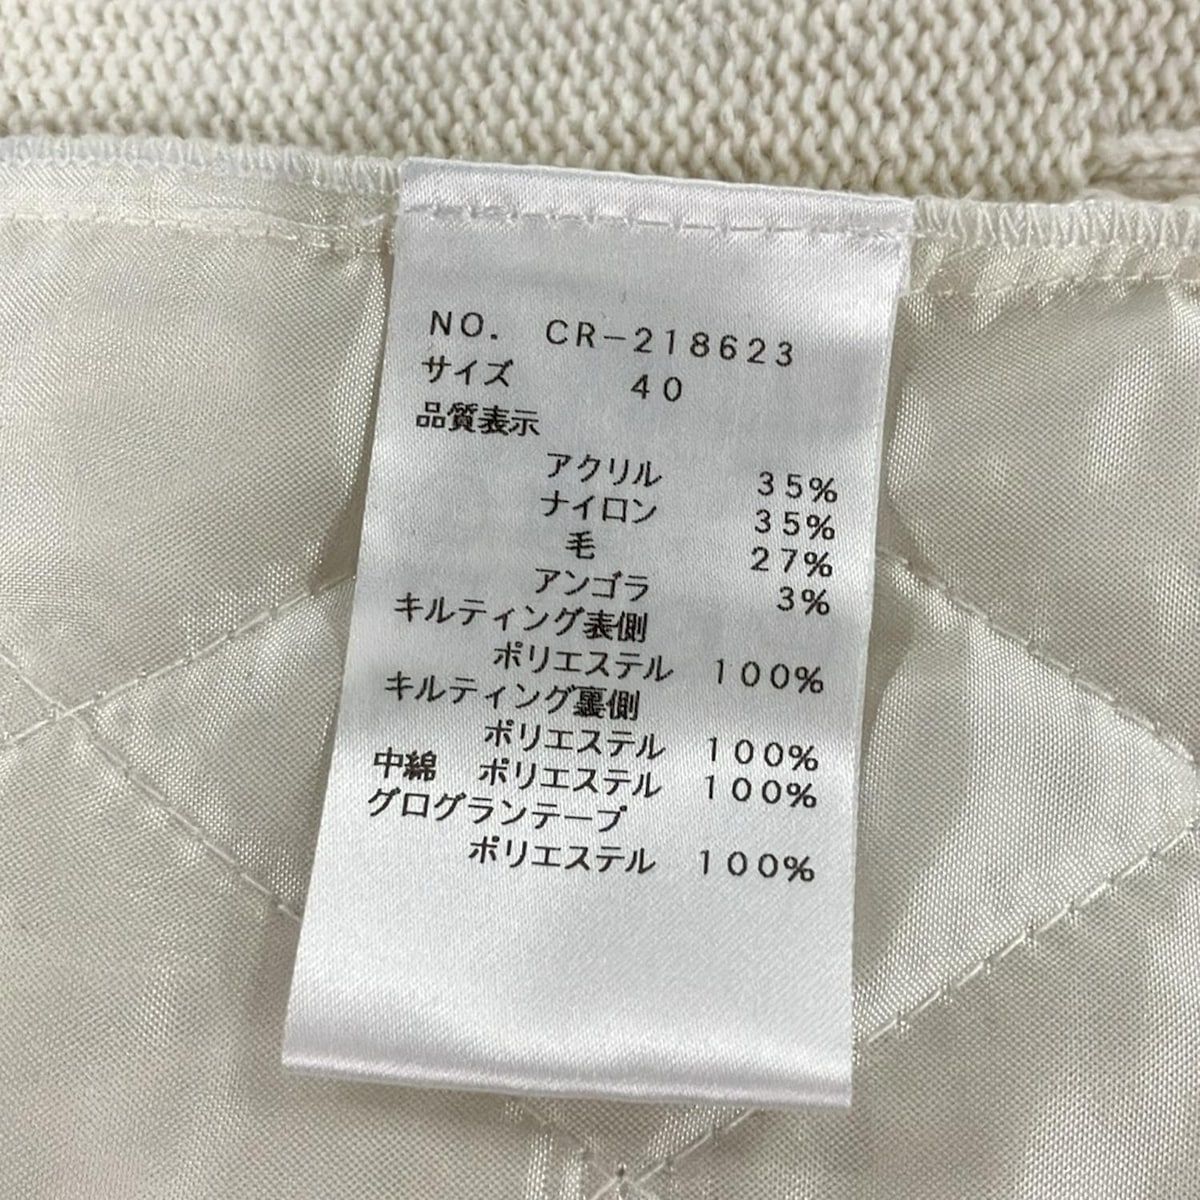 NO. CR-218623
サイズ 40
品質表示
アクリル 35%
ナイロン 35%
毛 27%
アンゴラ 3%
キルティング表側
ポリエステル 100%
キルティング裏側
ポリエステル 100%
中綿 ポリエステル 100%
グログランテープ
ポリエステル 100%